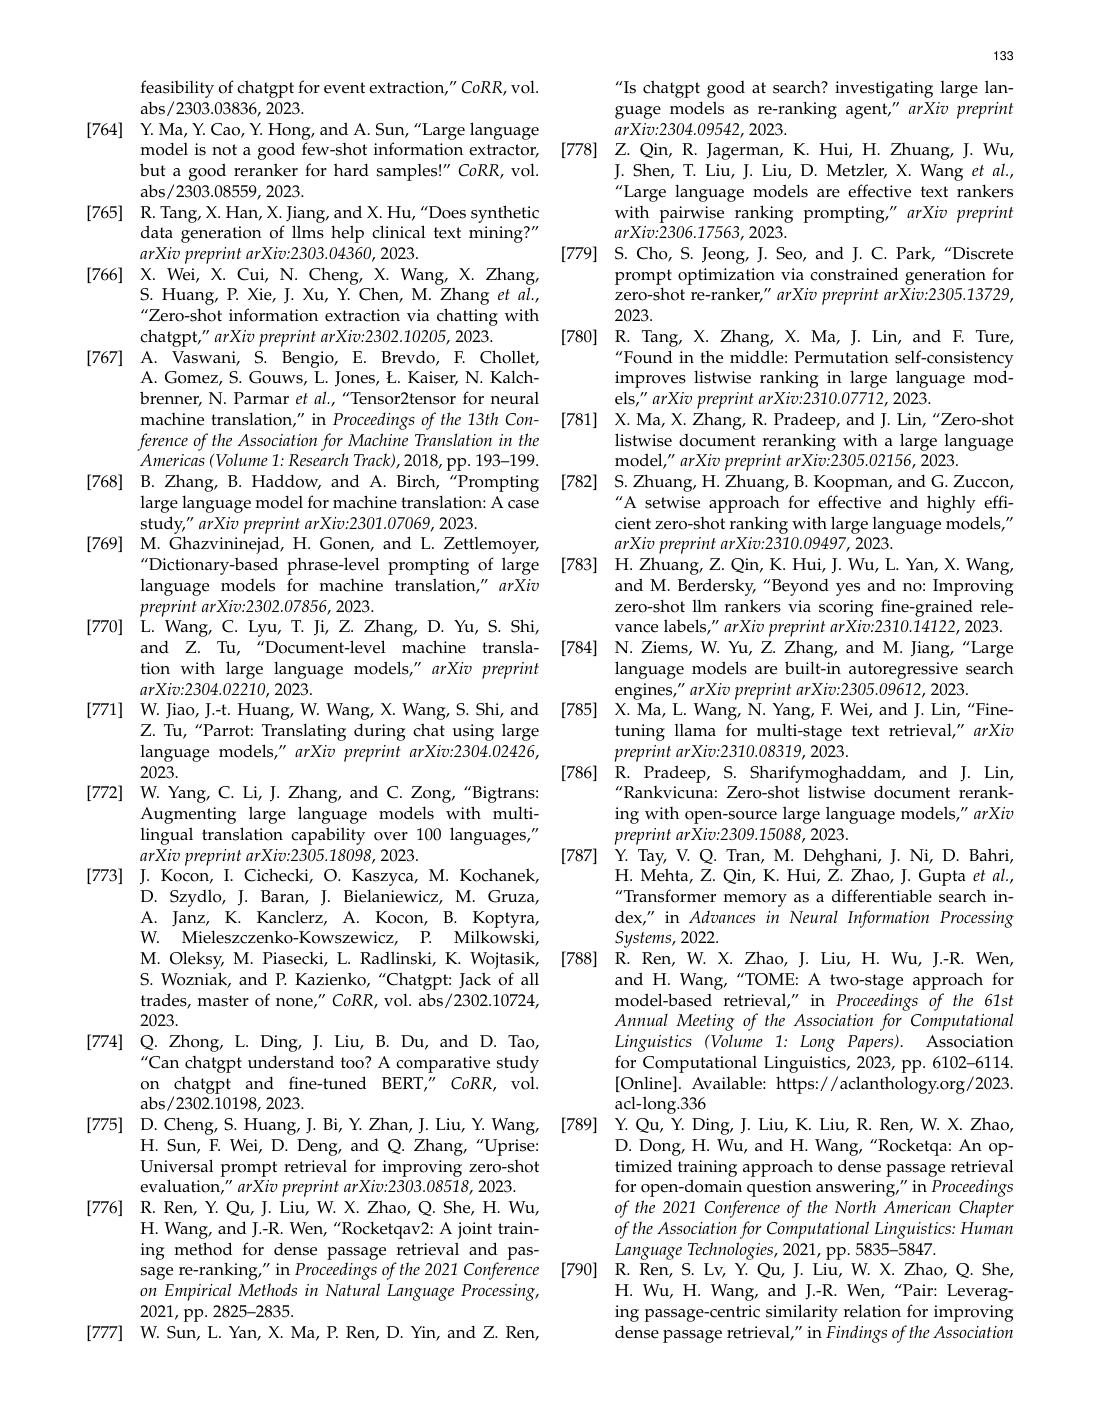 133
feasibility of chatgpt for event extraction,” CoRR, vol.
abs/2303.03836, 2023.
[764] Y. Ma, Y. Cao, Y. Hong, and A. Sun, “Large language
model is not a good few-shot information extractor,
but a good reranker for hard samples!” CoRR, vol.
abs/2303.08559, 2023.
[765] R. Tang, X. Han, X. Jiang, and X. Hu, “Does synthetic
data generation of llms help clinical text mining?”
arXiv preprint arXiv:2303.04360, 2023.
[766] X. Wei, X. Cui, N. Cheng, X. Wang, X. Zhang,
S. Huang, P. Xie, J. Xu, Y. Chen, M. Zhang et al.,
“Zero-shot information extraction via chatting with
chatgpt,” arXiv preprint arXiv:2302.10205, 2023.
[767] A. Vaswani, S. Bengio, E. Brevdo, F. Chollet,
A. Gomez, S. Gouws, L. Jones, Ł. Kaiser, N. Kalch-
brenner, N. Parmar et al., “Tensor2tensor for neural
machine translation,” in Proceedings of the 13th Con-
ference of the Association for Machine Translation in the
Americas (Volume 1: Research Track), 2018, pp. 193–199.
[768] B. Zhang, B. Haddow, and A. Birch, “Prompting
large language model for machine translation: A case
study,” arXiv preprint arXiv:2301.07069, 2023.
[769] M. Ghazvininejad, H. Gonen, and L. Zettlemoyer,
“Dictionary-based phrase-level prompting of large
language models for machine translation,” arXiv
preprint arXiv:2302.07856, 2023.
[770] L. Wang, C. Lyu, T. Ji, Z. Zhang, D. Yu, S. Shi,
and Z. Tu, “Document-level machine transla-
tion with large language models,” arXiv preprint
arXiv:2304.02210, 2023.
[771] W. Jiao, J.-t. Huang, W. Wang, X. Wang, S. Shi, and
Z. Tu, “Parrot: Translating during chat using large
language models,” arXiv preprint arXiv:2304.02426,
2023.
[772] W. Yang, C. Li, J. Zhang, and C. Zong, “Bigtrans:
Augmenting large language models with multi-
lingual translation capability over 100 languages,”
arXiv preprint arXiv:2305.18098, 2023.
[773] J. Kocon, I. Cichecki, O. Kaszyca, M. Kochanek,
D. Szydlo, J. Baran, J. Bielaniewicz, M. Gruza,
A. Janz, K. Kanclerz, A. Kocon, B. Koptyra,
W. Mieleszczenko-Kowszewicz, P. Milkowski,
M. Oleksy, M. Piasecki, L. Radlinski, K. Wojtasik,
S. Wozniak, and P. Kazienko, “Chatgpt: Jack of all
trades, master of none,” CoRR, vol. abs/2302.10724,
2023.
[774] Q. Zhong, L. Ding, J. Liu, B. Du, and D. Tao,
“Can chatgpt understand too? A comparative study
on chatgpt and fine-tuned BERT,” CoRR, vol.
abs/2302.10198, 2023.
[775] D. Cheng, S. Huang, J. Bi, Y. Zhan, J. Liu, Y. Wang,
H. Sun, F. Wei, D. Deng, and Q. Zhang, “Uprise:
Universal prompt retrieval for improving zero-shot
evaluation,” arXiv preprint arXiv:2303.08518, 2023.
[776] R. Ren, Y. Qu, J. Liu, W. X. Zhao, Q. She, H. Wu,
H. Wang, and J.-R. Wen, “Rocketqav2: A joint train-
ing method for dense passage retrieval and pas-
sage re-ranking,” in Proceedings of the 2021 Conference
on Empirical Methods in Natural Language Processing,
2021, pp. 2825–2835.
[777] W. Sun, L. Yan, X. Ma, P. Ren, D. Yin, and Z. Ren,
“Is chatgpt good at search? investigating large lan-
guage models as re-ranking agent,” arXiv preprint
arXiv:2304.09542, 2023.
[778] Z. Qin, R. Jagerman, K. Hui, H. Zhuang, J. Wu,
J. Shen, T. Liu, J. Liu, D. Metzler, X. Wang et al.,
“Large language models are effective text rankers
with pairwise ranking prompting,” arXiv preprint
arXiv:2306.17563, 2023.
[779] S. Cho, S. Jeong, J. Seo, and J. C. Park, “Discrete
prompt optimization via constrained generation for
zero-shot re-ranker,” arXiv preprint arXiv:2305.13729,
2023.
[780] R. Tang, X. Zhang, X. Ma, J. Lin, and F. Ture,
“Found in the middle: Permutation self-consistency
improves listwise ranking in large language mod-
els,” arXiv preprint arXiv:2310.07712, 2023.
[781] X. Ma, X. Zhang, R. Pradeep, and J. Lin, “Zero-shot
listwise document reranking with a large language
model,” arXiv preprint arXiv:2305.02156, 2023.
[782] S. Zhuang, H. Zhuang, B. Koopman, and G. Zuccon,
“A setwise approach for effective and highly effi-
cient zero-shot ranking with large language models,”
arXiv preprint arXiv:2310.09497, 2023.
[783] H. Zhuang, Z. Qin, K. Hui, J. Wu, L. Yan, X. Wang,
and M. Berdersky, “Beyond yes and no: Improving
zero-shot llm rankers via scoring fine-grained rele-
vance labels,” arXiv preprint arXiv:2310.14122, 2023.
[784] N. Ziems, W. Yu, Z. Zhang, and M. Jiang, “Large
language models are built-in autoregressive search
engines,” arXiv preprint arXiv:2305.09612, 2023.
[785] X. Ma, L. Wang, N. Yang, F. Wei, and J. Lin, “Fine-
tuning llama for multi-stage text retrieval,” arXiv
preprint arXiv:2310.08319, 2023.
[786] R. Pradeep, S. Sharifymoghaddam, and J. Lin,
“Rankvicuna: Zero-shot listwise document rerank-
ing with open-source large language models,” arXiv
preprint arXiv:2309.15088, 2023.
[787] Y. Tay, V. Q. Tran, M. Dehghani, J. Ni, D. Bahri,
H. Mehta, Z. Qin, K. Hui, Z. Zhao, J. Gupta et al.,
“Transformer memory as a differentiable search in-
dex,” in Advances in Neural Information Processing
Systems, 2022.
[788] R. Ren, W. X. Zhao, J. Liu, H. Wu, J.-R. Wen,
and H. Wang, “TOME: A two-stage approach for
model-based retrieval,” in Proceedings of the 61st
Annual Meeting of the Association for Computational
Linguistics (Volume 1: Long Papers). Association
for Computational Linguistics, 2023, pp. 6102–6114.
[Online]. Available: https://aclanthology.org/2023.
acl-long.336
[789] Y. Qu, Y. Ding, J. Liu, K. Liu, R. Ren, W. X. Zhao,
D. Dong, H. Wu, and H. Wang, “Rocketqa: An op-
timized training approach to dense passage retrieval
for open-domain question answering,” in Proceedings
of the 2021 Conference of the North American Chapter
of the Association for Computational Linguistics: Human
Language Technologies, 2021, pp. 5835–5847.
[790] R. Ren, S. Lv, Y. Qu, J. Liu, W. X. Zhao, Q. She,
H. Wu, H. Wang, and J.-R. Wen, “Pair: Leverag-
ing passage-centric similarity relation for improving
dense passage retrieval,” in Findings of the Association